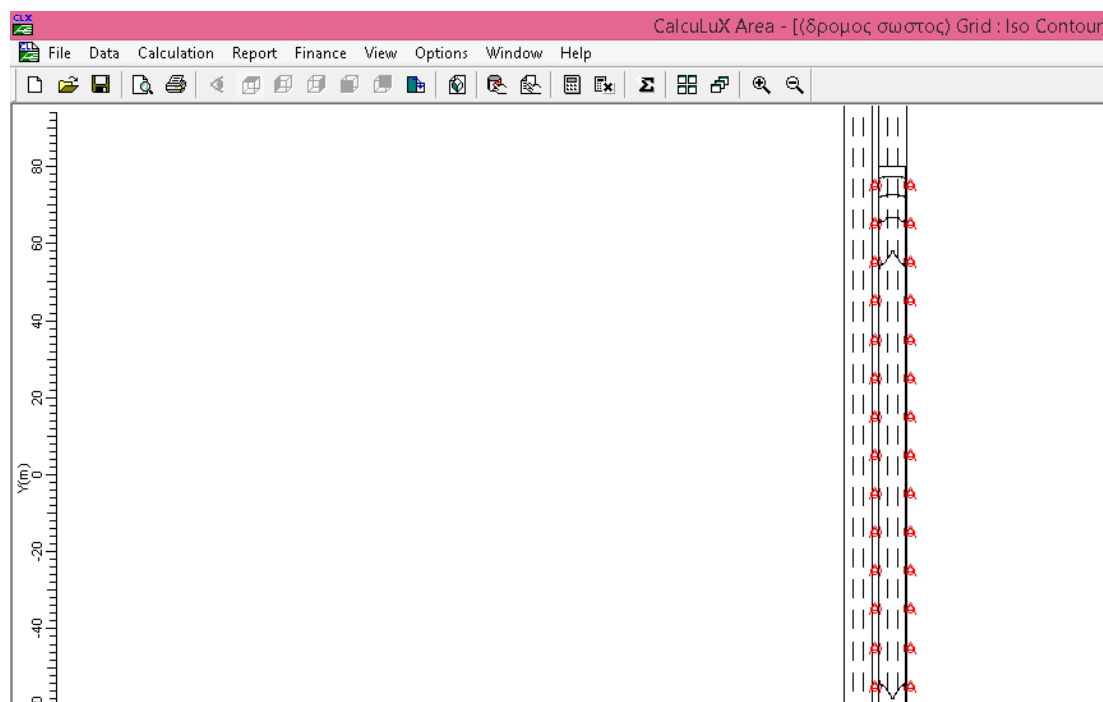 CLX
CalcuLuX Area - [(δρομος σωστος) Grid : Iso Contour
File Data Calculation Report Finance View Options Window Help
80
60
40
20
Y(m)
0
-20
-40